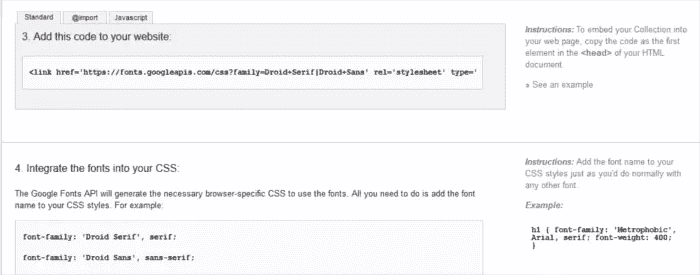 Standard @import Javascript
3. Add this code to your website:
<link href='https://fonts.googleapis.com/css?family=Droid+Serif|Droid+Sans' rel='stylesheet' type='
Instructions: To embed your Collection into
your web page, copy the code as the first
element in the <head> of your HTML
document
» See an example
4. Integrate the fonts into your CSS:
The Google Fonts API will generate the necessary browser-specific CSS to use the fonts. All you need to do is add the font
name to your CSS styles. For example:
font-family: 'Droid Serif', serif;
font-family: 'Droid Sans', sans-serif;
Instructions: Add the font name to your
CSS styles just as you'd do normally with
any other font.
Example:
h1 { font-family: 'Metrophobic',
Arial, serif; font-weight: 400;
}